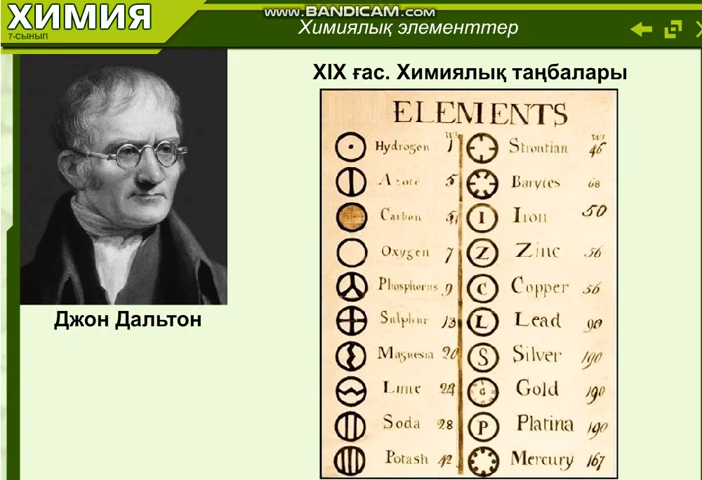 ХИМИЯ
7-СЫНЫП
www.BANDICAM.com
Химиялық элементтер
XIX ғас. Химиялық таңбалары
Джон Дальтон
ELEMENTS
Hydrogen 1
Azote 5
Carbon 5
Oxygen 7
Phosphorus 9
Sulphur 13
Magnesia 20
Lime 24
Soda 28
Potash 42
Strontian 46
Barytes 68
I Iron 50
Z Zinc 56
C Copper 56
L Lead 90
S Silver 190
G Gold 190
P Platina 190
Mercury 167